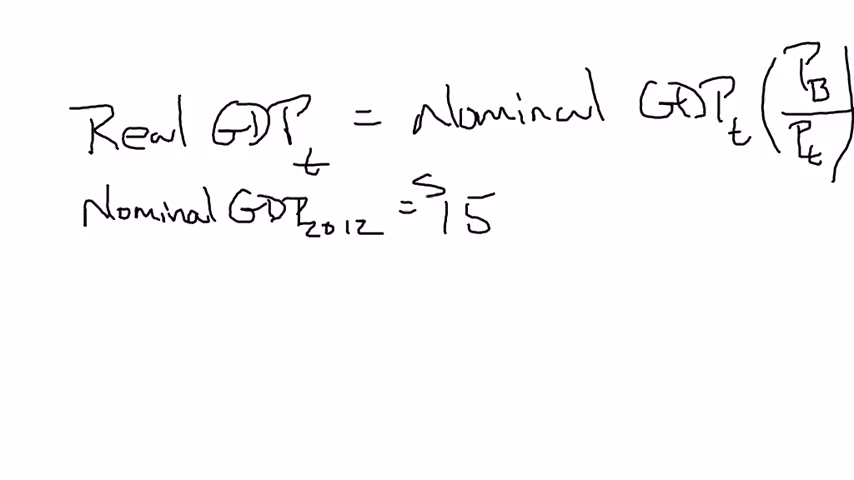 Real GDP_t = Nominal GDP_t (P_B / P_t)
Nominal GDP_2012 = $15